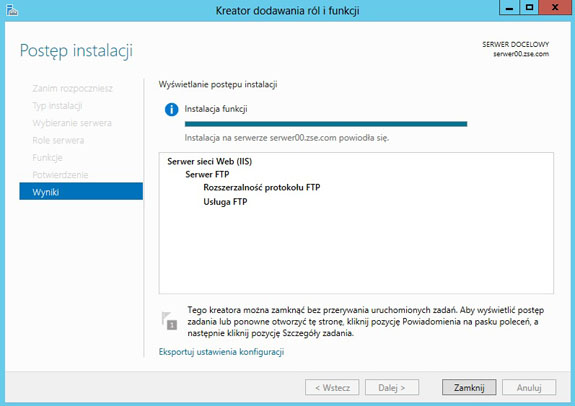 Kreator dodawania ról i funkcji
Postęp instalacji
SERWER DOCELOWY
serwer00.zse.com
Zanim rozpoczniesz
Typ instalacji
Wybieranie serwera
Role serwera
Funkcje
Potwierdzenie
Wyniki
Wyświetlanie postępu instalacji
Instalacja funkcji
Instalacja na serwerze serwer00.zse.com powiodła się.
Serwer sieci Web (IIS)
Serwer FTP
Rozszerzalność protokołu FTP
Usługa FTP
1
Tego kreatora można zamknąć bez przerywania uruchomionych zadań. Aby wyświetlić postęp
zadania lub ponowne otworzyć tę stronę, kliknij pozycję Powiadomienia na pasku poleceń, a
następnie kliknij pozycję Szczegóły zadania.
Eksportuj ustawienia konfiguracji
< Wstecz
Dalej >
Zamknij
Anuluj